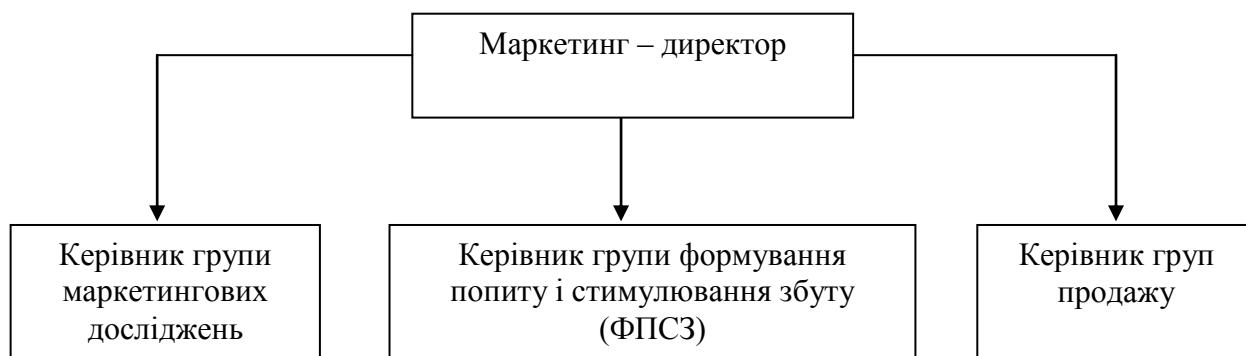 Маркетинг – директор
Керівник групи
маркетингових
досліджень
Керівник групи формування
попиту і стимулювання збуту
(ФПСЗ)
Керівник груп
продажу